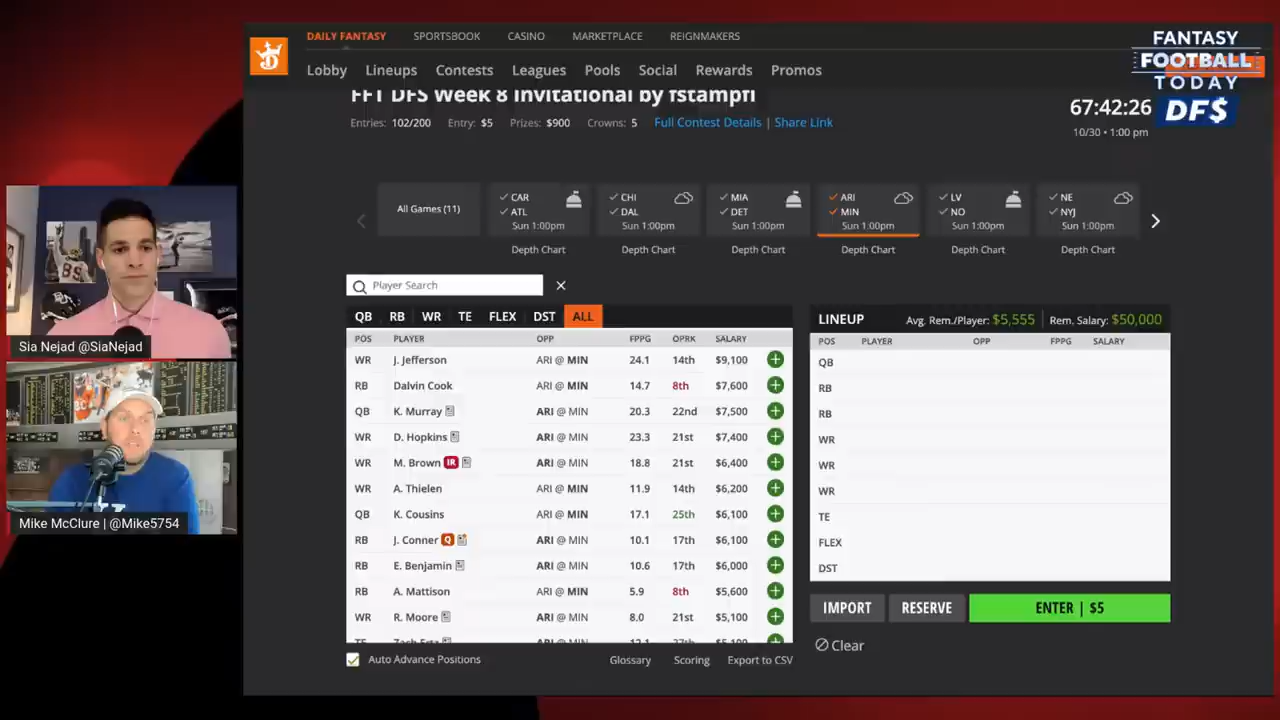 DAILY FANTASY SPORTSBOOK CASINO MARKETPLACE REIGNMAKERS
Lobby Lineups Contests Leagues Pools Social Rewards Promos
FANTASY
FOOTBALL
TODAY
DF$
FFT DFS Week 8 Invitational by fstampfl
Entries: 102/200 Entry: $5 Prizes: $900 Crowns: 5 Full Contest Details | Share Link
67:42:26
10/30 • 1:00 pm
All Games (11)
CAR
ATL
Sun 1:00pm
Depth Chart
CHI
DAL
Sun 1:00pm
Depth Chart
MIA
DET
Sun 1:00pm
Depth Chart
ARI
MIN
Sun 1:00pm
Depth Chart
LV
NO
Sun 1:00pm
Depth Chart
NE
NYJ
Sun 1:00pm
Depth Chart
Player Search
QB RB WR TE FLEX DST ALL
POS PLAYER OPP FPPG OPRK SALARY
WR J. Jefferson ARI @ MIN 24.1 14th $9,100
RB Dalvin Cook ARI @ MIN 14.7 8th $7,600
QB K. Murray ARI @ MIN 20.3 22nd $7,500
WR D. Hopkins ARI @ MIN 23.3 21st $7,400
WR M. Brown IR ARI @ MIN 18.8 21st $6,400
WR A. Thielen ARI @ MIN 11.9 14th $6,200
QB K. Cousins ARI @ MIN 17.1 25th $6,100
RB J. Conner Q ARI @ MIN 10.1 17th $6,100
RB E. Benjamin ARI @ MIN 10.6 17th $6,000
RB A. Mattison ARI @ MIN 5.9 8th $5,600
WR R. Moore ARI @ MIN 8.0 21st $5,100
TE Zach Ertz ARI @ MIN 12.1 27th $5,100
Auto Advance Positions Glossary Scoring Export to CSV
LINEUP Avg. Rem./Player: $5,555 Rem. Salary: $50,000
POS PLAYER OPP FPPG SALARY
QB
RB
RB
WR
WR
WR
TE
FLEX
DST
IMPORT RESERVE ENTER | $5
Clear
Sia Nejad @SiaNejad
Mike McClure | @Mike5754